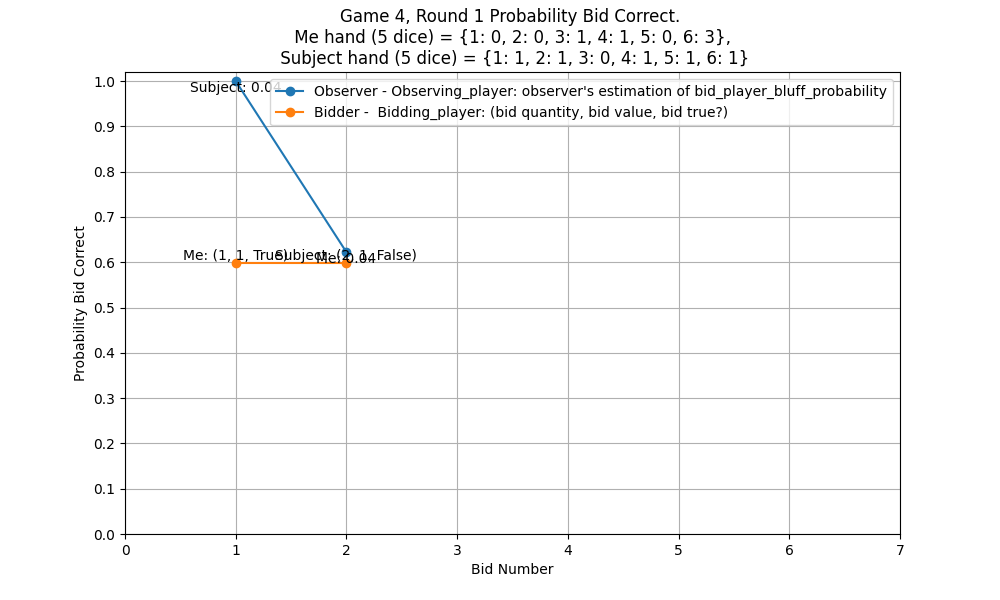 Game 4, Round 1 Probability Bid Correct.
Me hand (5 dice) = {1: 0, 2: 0, 3: 1, 4: 1, 5: 0, 6: 3},
Subject hand (5 dice) = {1: 1, 2: 1, 3: 0, 4: 1, 5: 1, 6: 1}
Observer - Observing_player: observer's estimation of bid_player_bluff_probability
Bidder -  Bidding_player: (bid quantity, bid value, bid true?)
Subject: 0.04
Me: (1, 1, True)
Subject: (2, 1, False)
Me: 0.04
Probability Bid Correct
1.0
0.9
0.8
0.7
0.6
0.5
0.4
0.3
0.2
0.1
0.0
0 1 2 3 4 5 6 7
Bid Number